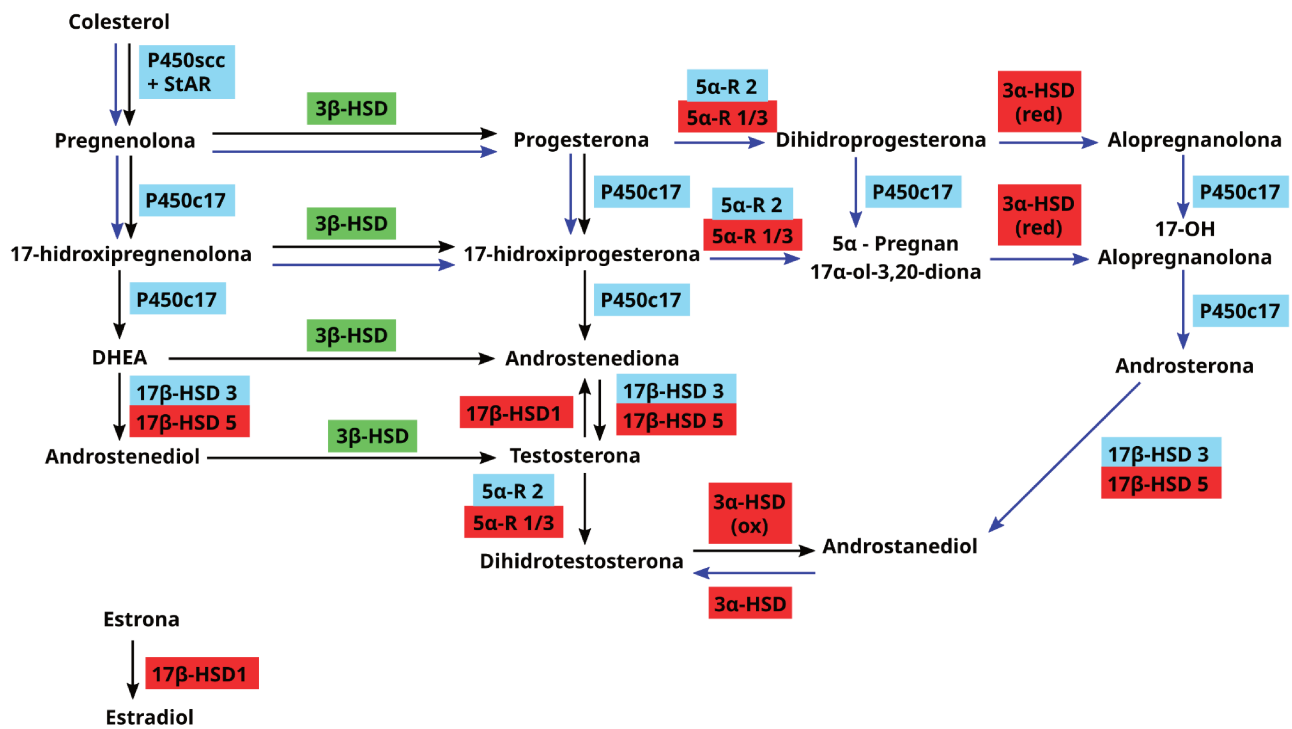 Colesterol
P450scc
+ StAR
3β-HSD
5α-R 2
5α-R 1/3
3α-HSD
(red)
Pregnenolona
Progesterona
Dihidroprogesterona
Alopregnanolona
P450c17
P450c17
P450c17
P450c17
3β-HSD
5α-R 2
5α-R 1/3
3α-HSD
(red)
17-hidroxipregnenolona
17-hidroxiprogesterona
5α - Pregnan
17α-ol-3,20-diona
17-OH
Alopregnanolona
P450c17
P450c17
P450c17
3β-HSD
DHEA
Androstenediona
Androsterona
17β-HSD 3
17β-HSD 5
17β-HSD1
17β-HSD 3
17β-HSD 5
3β-HSD
Androstenediol
Testosterona
17β-HSD 3
17β-HSD 5
5α-R 2
5α-R 1/3
3α-HSD
(ox)
Dihidrotestosterona
Androstanediol
3α-HSD
Estrona
17β-HSD1
Estradiol